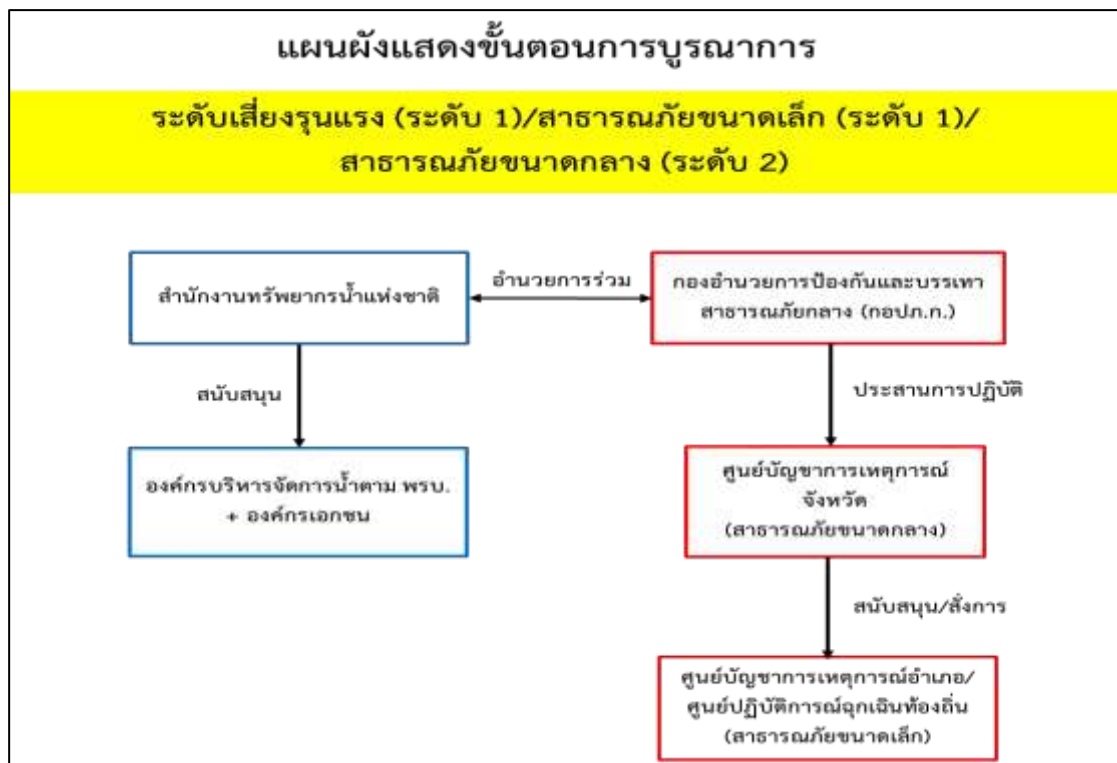 แผนผังแสดงขั้นตอนการบูรณาการ
ระดับเสี่ยงรุนแรง (ระดับ 1)/สาธารณภัยขนาดเล็ก (ระดับ 1)/
สาธารณภัยขนาดกลาง (ระดับ 2)
สำนักงานทรัพยากรน้ำแห่งชาติ
อำนวยการร่วม
กองอำนวยการป้องกันและบรรเทา
สาธารณภัยกลาง (กอปภ.ก.)
สนับสนุน
ประสานการปฏิบัติ
องค์กรบริหารจัดการน้ำตาม พรบ.
+ องค์กรเอกชน
ศูนย์บัญชาการเหตุการณ์
จังหวัด
(สาธารณภัยขนาดกลาง)
สนับสนุน/สั่งการ
ศูนย์บัญชาการเหตุการณ์อำเภอ/
ศูนย์ปฏิบัติการณ์ฉุกเฉินท้องถิ่น
(สาธารณภัยขนาดเล็ก)